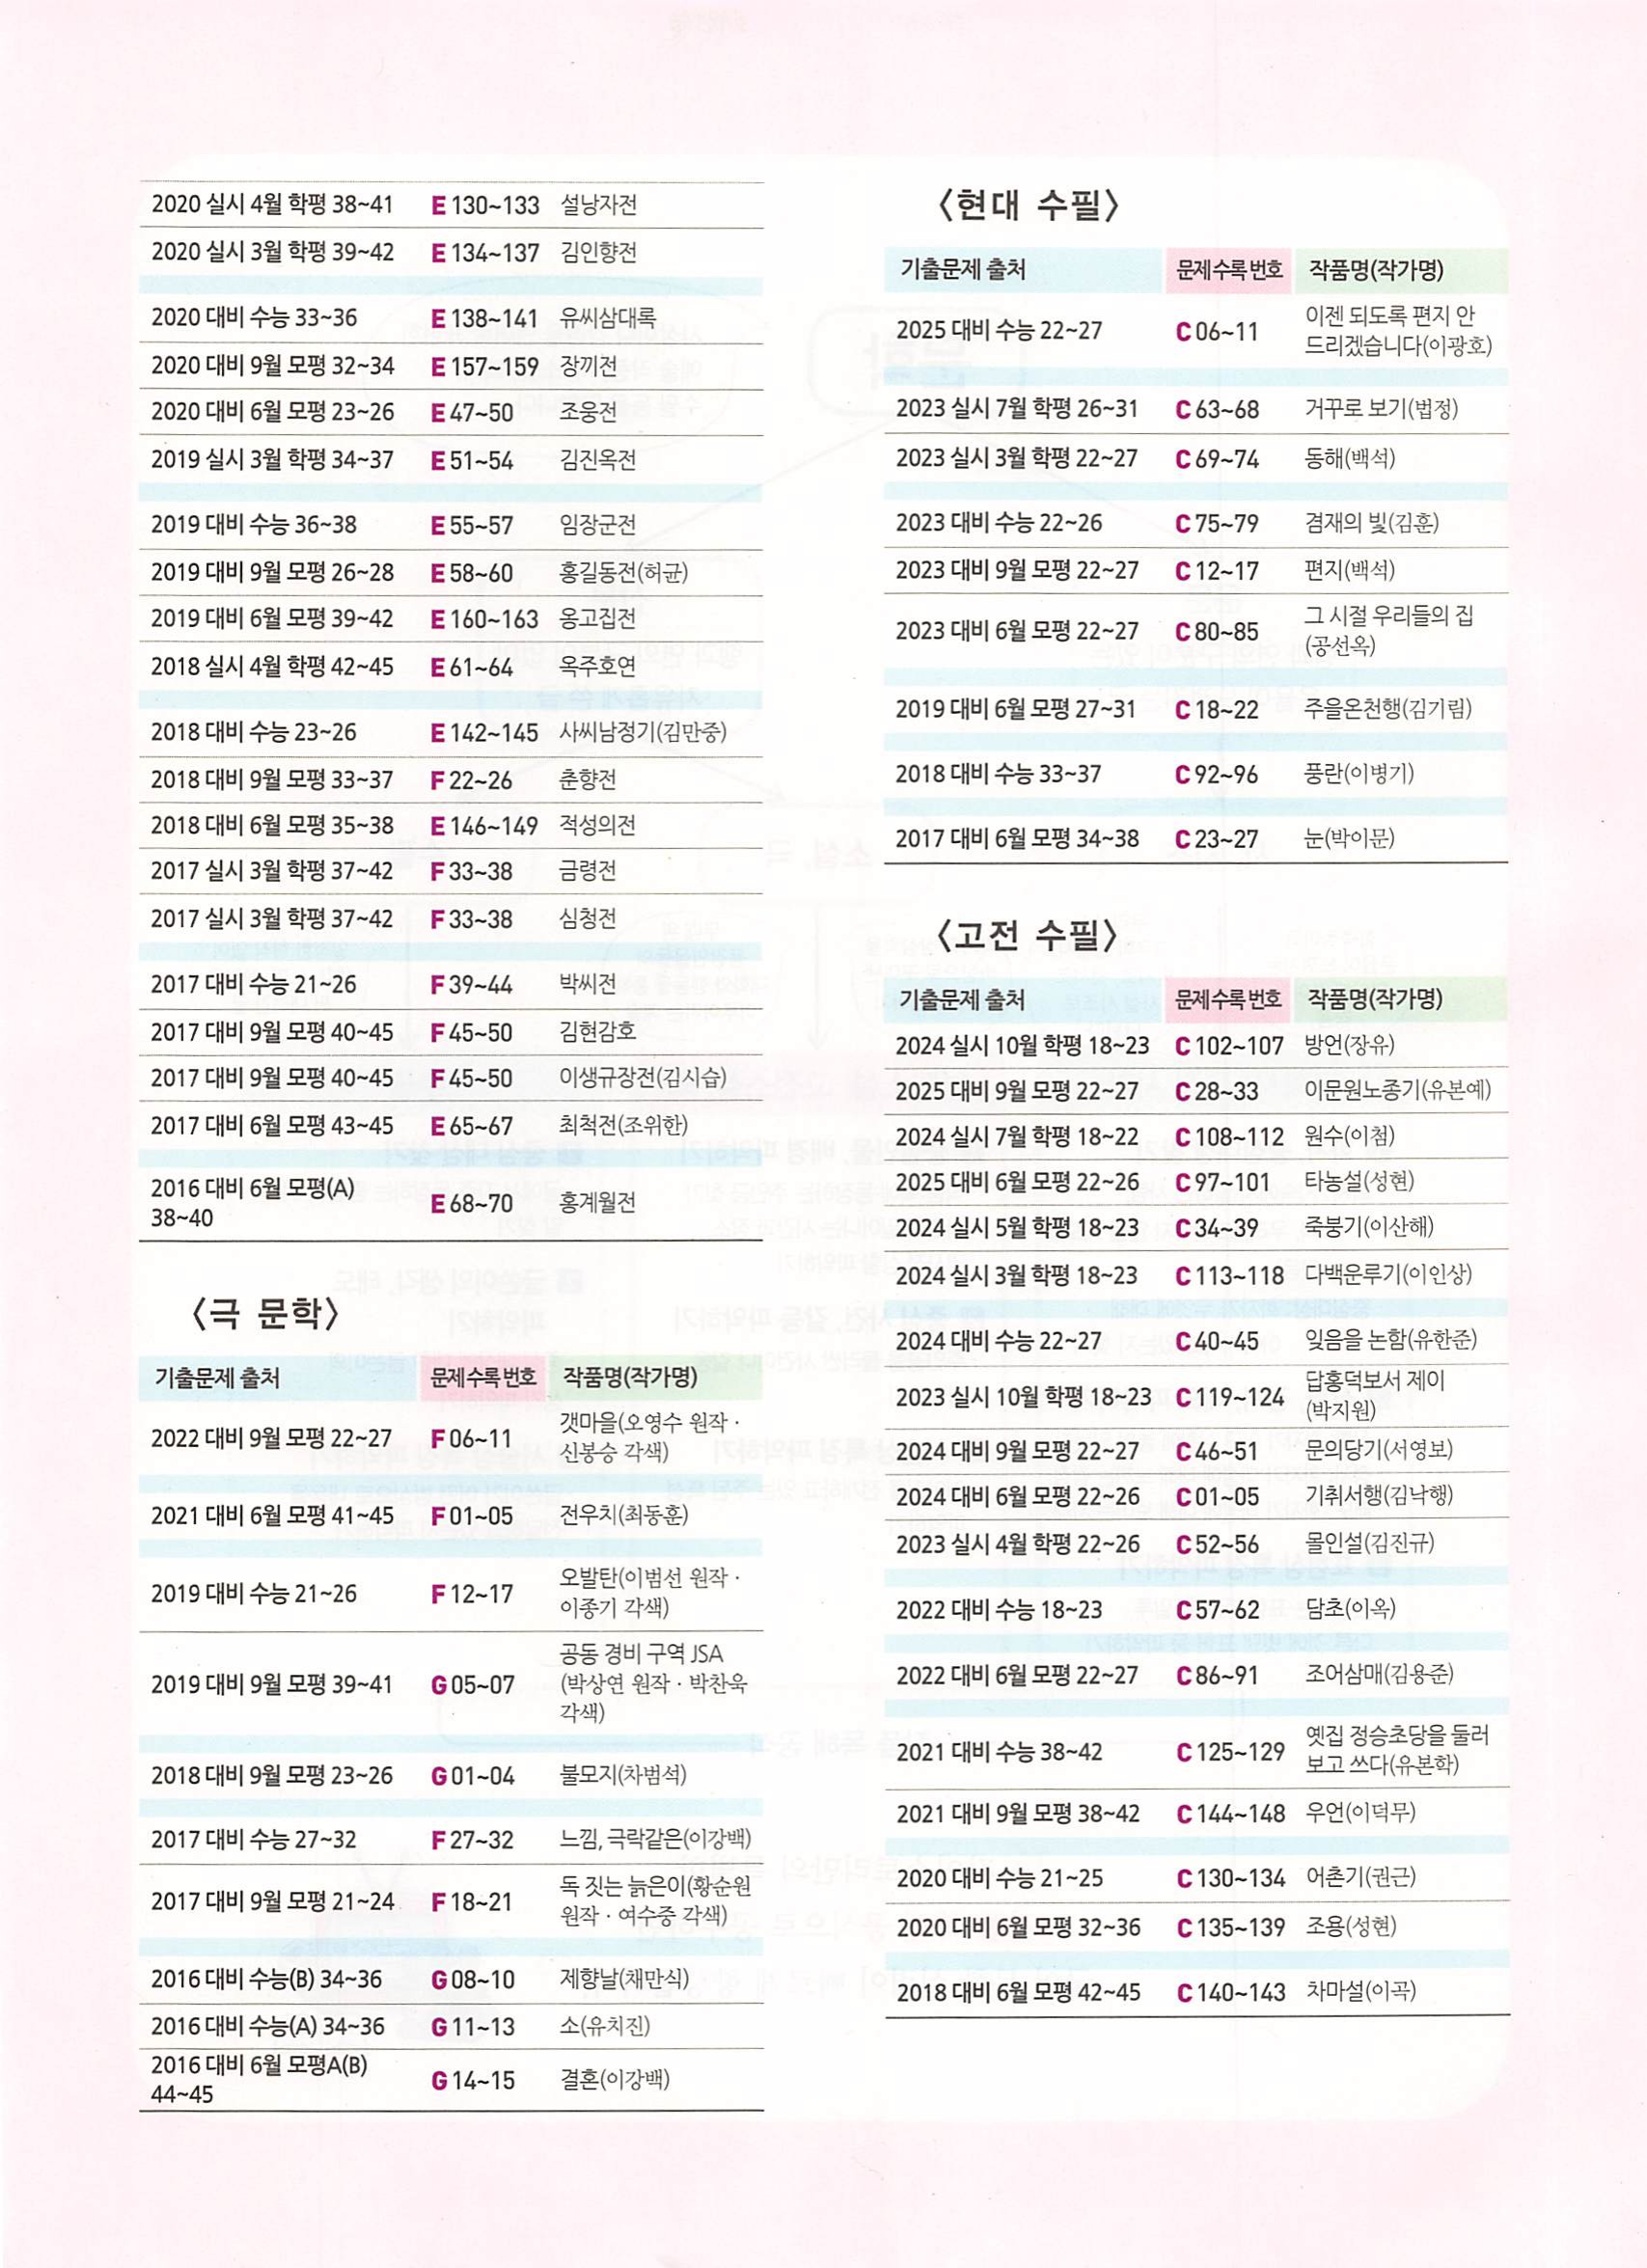 2020 실시 4월 학평 38~41 E 130~133 설낭자전
2020 실시 3월 학평 39~42 E 134~137 김인향전
2020 대비 수능 33~36 E 138~141 유씨삼대록
2020 대비 9월 모평 32~34 E 157~159 장끼전
2020 대비 6월 모평 23~26 E 47~50 조웅전
2019 실시 3월 학평 34~37 E 51~54 김진옥전
2019 대비 수능 36~38 E 55~57 임장군전
2019 대비 9월 모평 26~28 E 58~60 홍길동전(허균)
2019 대비 6월 모평 39~42 E 160~163 옹고집전
2018 실시 4월 학평 42~45 E 61~64 옥주호연
2018 대비 수능 23~26 E 142~145 사씨남정기(김만중)
2018 대비 9월 모평 33~37 F 22~26 춘향전
2018 대비 6월 모평 35~38 E 146~149 적성의전
2017 실시 3월 학평 37~42 F 33~38 금령전
2017 실시 3월 학평 37~42 F 33~38 심청전
2017 대비 수능 21~26 F 39~44 박씨전
2017 대비 9월 모평 40~45 F 45~50 김현감호
2017 대비 9월 모평 40~45 F 45~50 이생규장전(김시습)
2017 대비 6월 모평 43~45 E 65~67 최척전(조위한)
2016 대비 6월 모평(A)
38~40 E 68~70 홍계월전
〈극 문학〉
기출문제 출처 문제수록번호 작품명(작가명)
2022 대비 9월 모평 22~27 F 06~11 갯마을(오영수 원작 ·
신봉승 각색)
2021 대비 6월 모평 41~45 F 01~05 전우치(최동훈)
2019 대비 수능 21~26 F 12~17 오발탄(이범선 원작 ·
이종기 각색)
2019 대비 9월 모평 39~41 G 05~07 공동 경비 구역 JSA
(박상연 원작 · 박찬욱
각색)
2018 대비 9월 모평 23~26 G 01~04 불모지(차범석)
2017 대비 수능 27~32 F 27~32 느낌, 극락같은(이강백)
2017 대비 9월 모평 21~24 F 18~21 독 짓는 늙은이(황순원
원작 · 여수중 각색)
2016 대비 수능(B) 34~36 G 08~10 제향날(채만식)
2016 대비 수능(A) 34~36 G 11~13 소(유치진)
2016 대비 6월 모평A(B)
44~45 G 14~15 결혼(이강백)
〈현대 수필〉
기출문제 출처 문제수록번호 작품명(작가명)
2025 대비 수능 22~27 C 06~11 이젠 되도록 편지 안
드리겠습니다(이광호)
2023 실시 7월 학평 26~31 C 63~68 거꾸로 보기(법정)
2023 실시 3월 학평 22~27 C 69~74 동해(백석)
2023 대비 수능 22~26 C 75~79 겸재의 빛(김훈)
2023 대비 9월 모평 22~27 C 12~17 편지(백석)
2023 대비 6월 모평 22~27 C 80~85 그 시절 우리들의 집
(공선옥)
2019 대비 6월 모평 27~31 C 18~22 주을온천행(김기림)
2018 대비 수능 33~37 C 92~96 풍란(이병기)
2017 대비 6월 모평 34~38 C 23~27 눈(박이문)
〈고전 수필〉
기출문제 출처 문제수록번호 작품명(작가명)
2024 실시 10월 학평 18~23 C 102~107 방언(장유)
2025 대비 9월 모평 22~27 C 28~33 이문원노종기(유본예)
2024 실시 7월 학평 18~22 C 108~112 원수(이첨)
2025 대비 6월 모평 22~26 C 97~101 타농설(성현)
2024 실시 5월 학평 18~23 C 34~39 죽붕기(이산해)
2024 실시 3월 학평 18~23 C 113~118 다백운루기(이인상)
2024 대비 수능 22~27 C 40~45 잊음을 논함(유한준)
2023 실시 10월 학평 18~23 C 119~124 답홍덕보서 제이
(박지원)
2024 대비 9월 모평 22~27 C 46~51 문의당기(서영보)
2024 대비 6월 모평 22~26 C 01~05 기취서행(김낙행)
2023 실시 4월 학평 22~26 C 52~56 몰인설(김진규)
2022 대비 수능 18~23 C 57~62 담초(이옥)
2022 대비 6월 모평 22~27 C 86~91 조어삼매(김용준)
2021 대비 수능 38~42 C 125~129 옛집 정승초당을 둘러
보고 쓰다(유본학)
2021 대비 9월 모평 38~42 C 144~148 우언(이덕무)
2020 대비 수능 21~25 C 130~134 어촌기(권근)
2020 대비 6월 모평 32~36 C 135~139 조용(성현)
2018 대비 6월 모평 42~45 C 140~143 차마설(이곡)